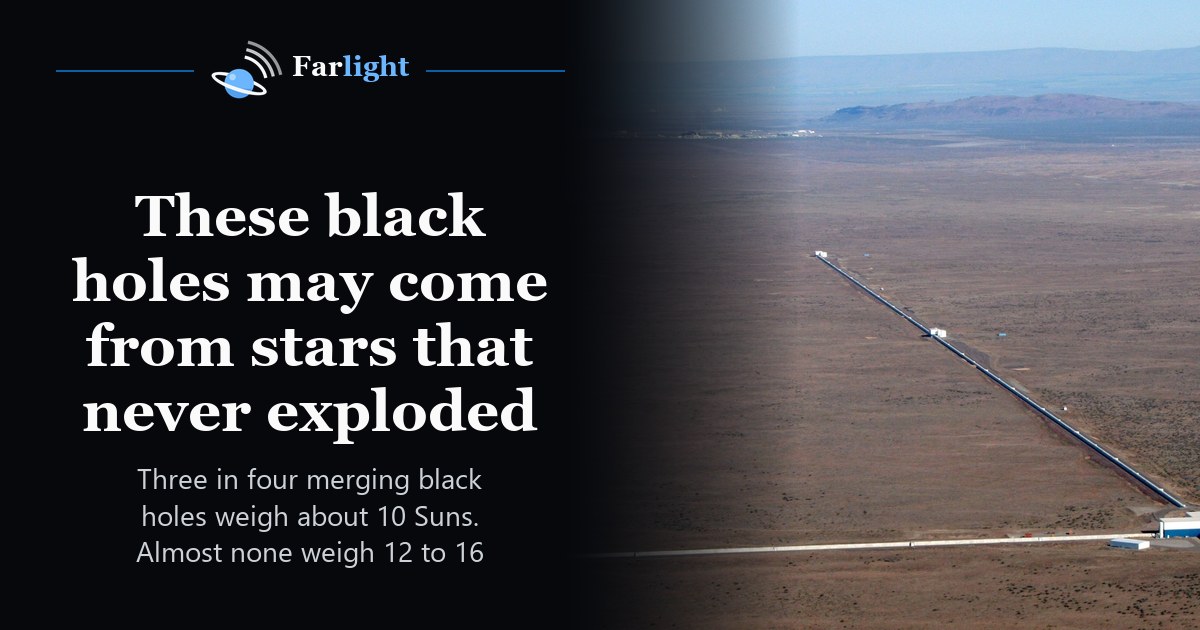 Farlight
These black
holes may come
from stars that
never exploded
Three in four merging black
holes weigh about 10 Suns.
Almost none weigh 12 to 16